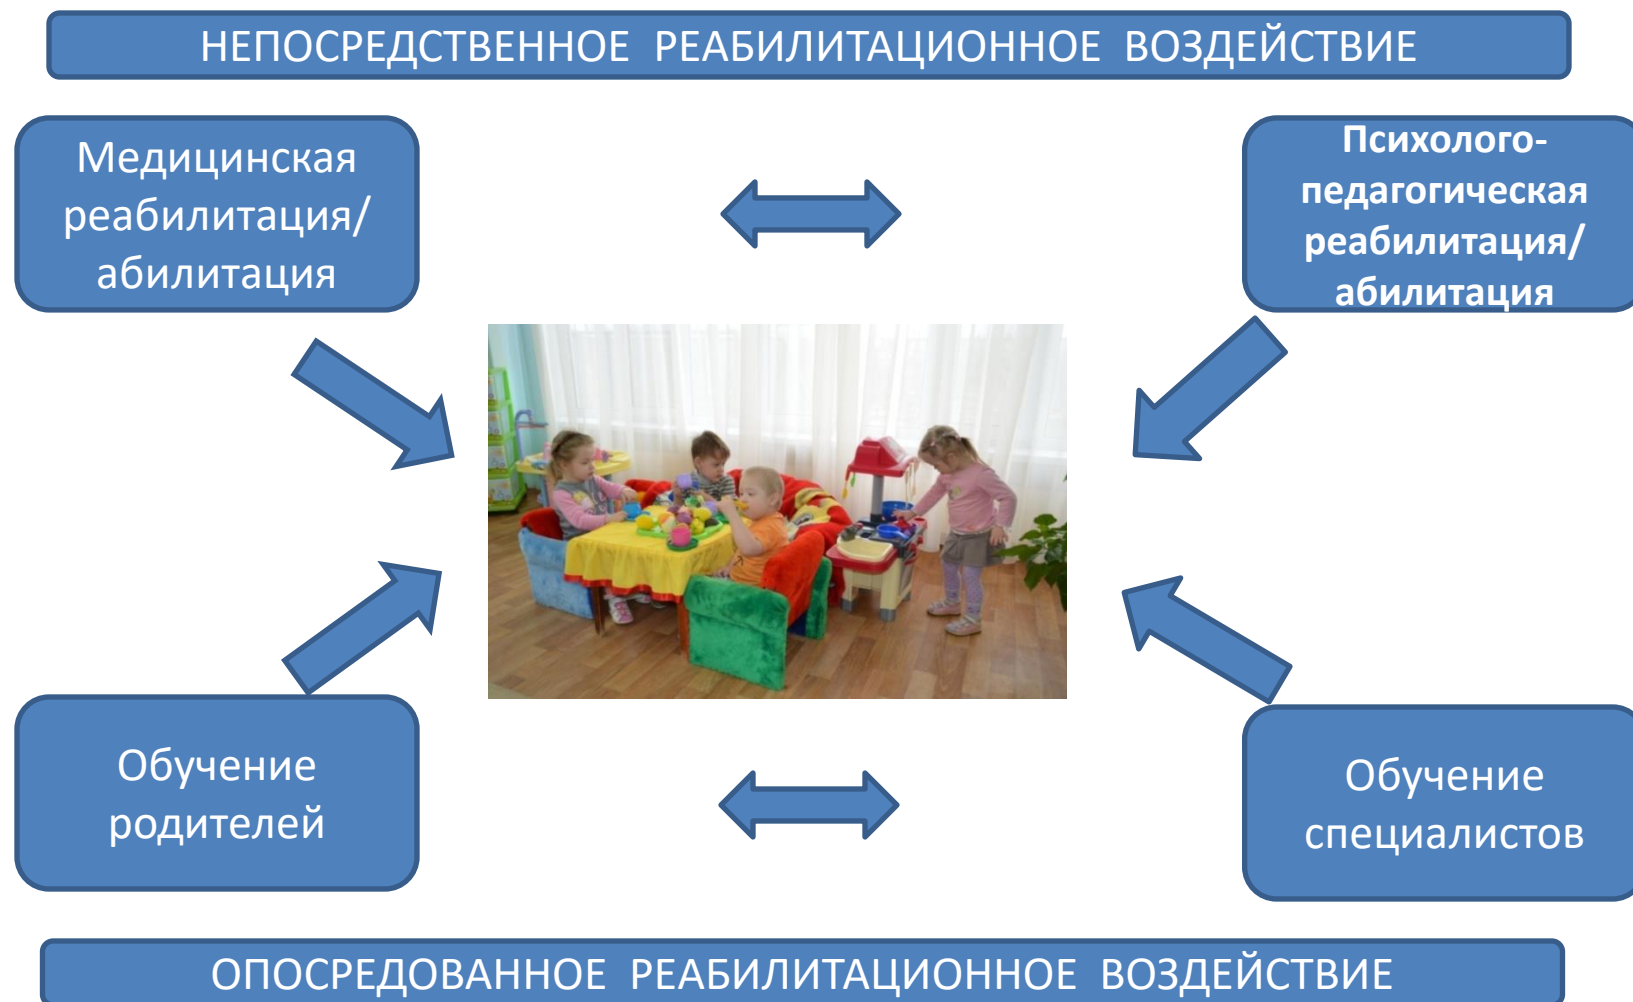 НЕПОСРЕДСТВЕННОЕ РЕАБИЛИТАЦИОННОЕ ВОЗДЕЙСТВИЕ
Медицинская
реабилитация/
абилитация
Психолого-
педагогическая
реабилитация/
абилитация
Обучение
родителей
Обучение
специалистов
ОПОСРЕДОВАННОЕ РЕАБИЛИТАЦИОННОЕ ВОЗДЕЙСТВИЕ